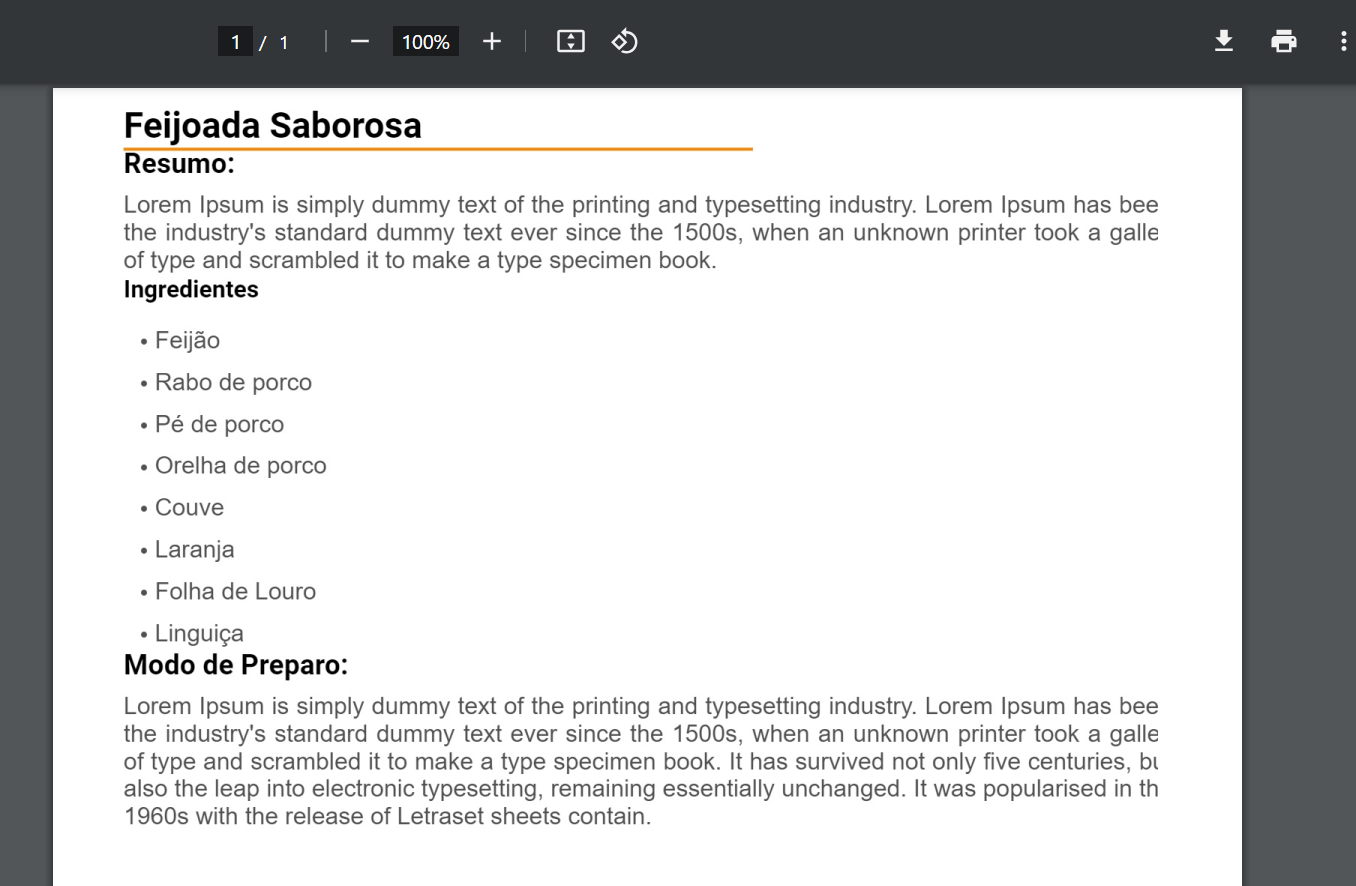 1 / 1 100%
Feijoada Saborosa
Resumo:
Lorem Ipsum is simply dummy text of the printing and typesetting industry. Lorem Ipsum has bee
the industry's standard dummy text ever since the 1500s, when an unknown printer took a galle
of type and scrambled it to make a type specimen book.
Ingredientes
• Feijão
• Rabo de porco
• Pé de porco
• Orelha de porco
• Couve
• Laranja
• Folha de Louro
• Linguiça
Modo de Preparo:
Lorem Ipsum is simply dummy text of the printing and typesetting industry. Lorem Ipsum has bee
the industry's standard dummy text ever since the 1500s, when an unknown printer took a galle
of type and scrambled it to make a type specimen book. It has survived not only five centuries, bu
also the leap into electronic typesetting, remaining essentially unchanged. It was popularised in th
1960s with the release of Letraset sheets contain.